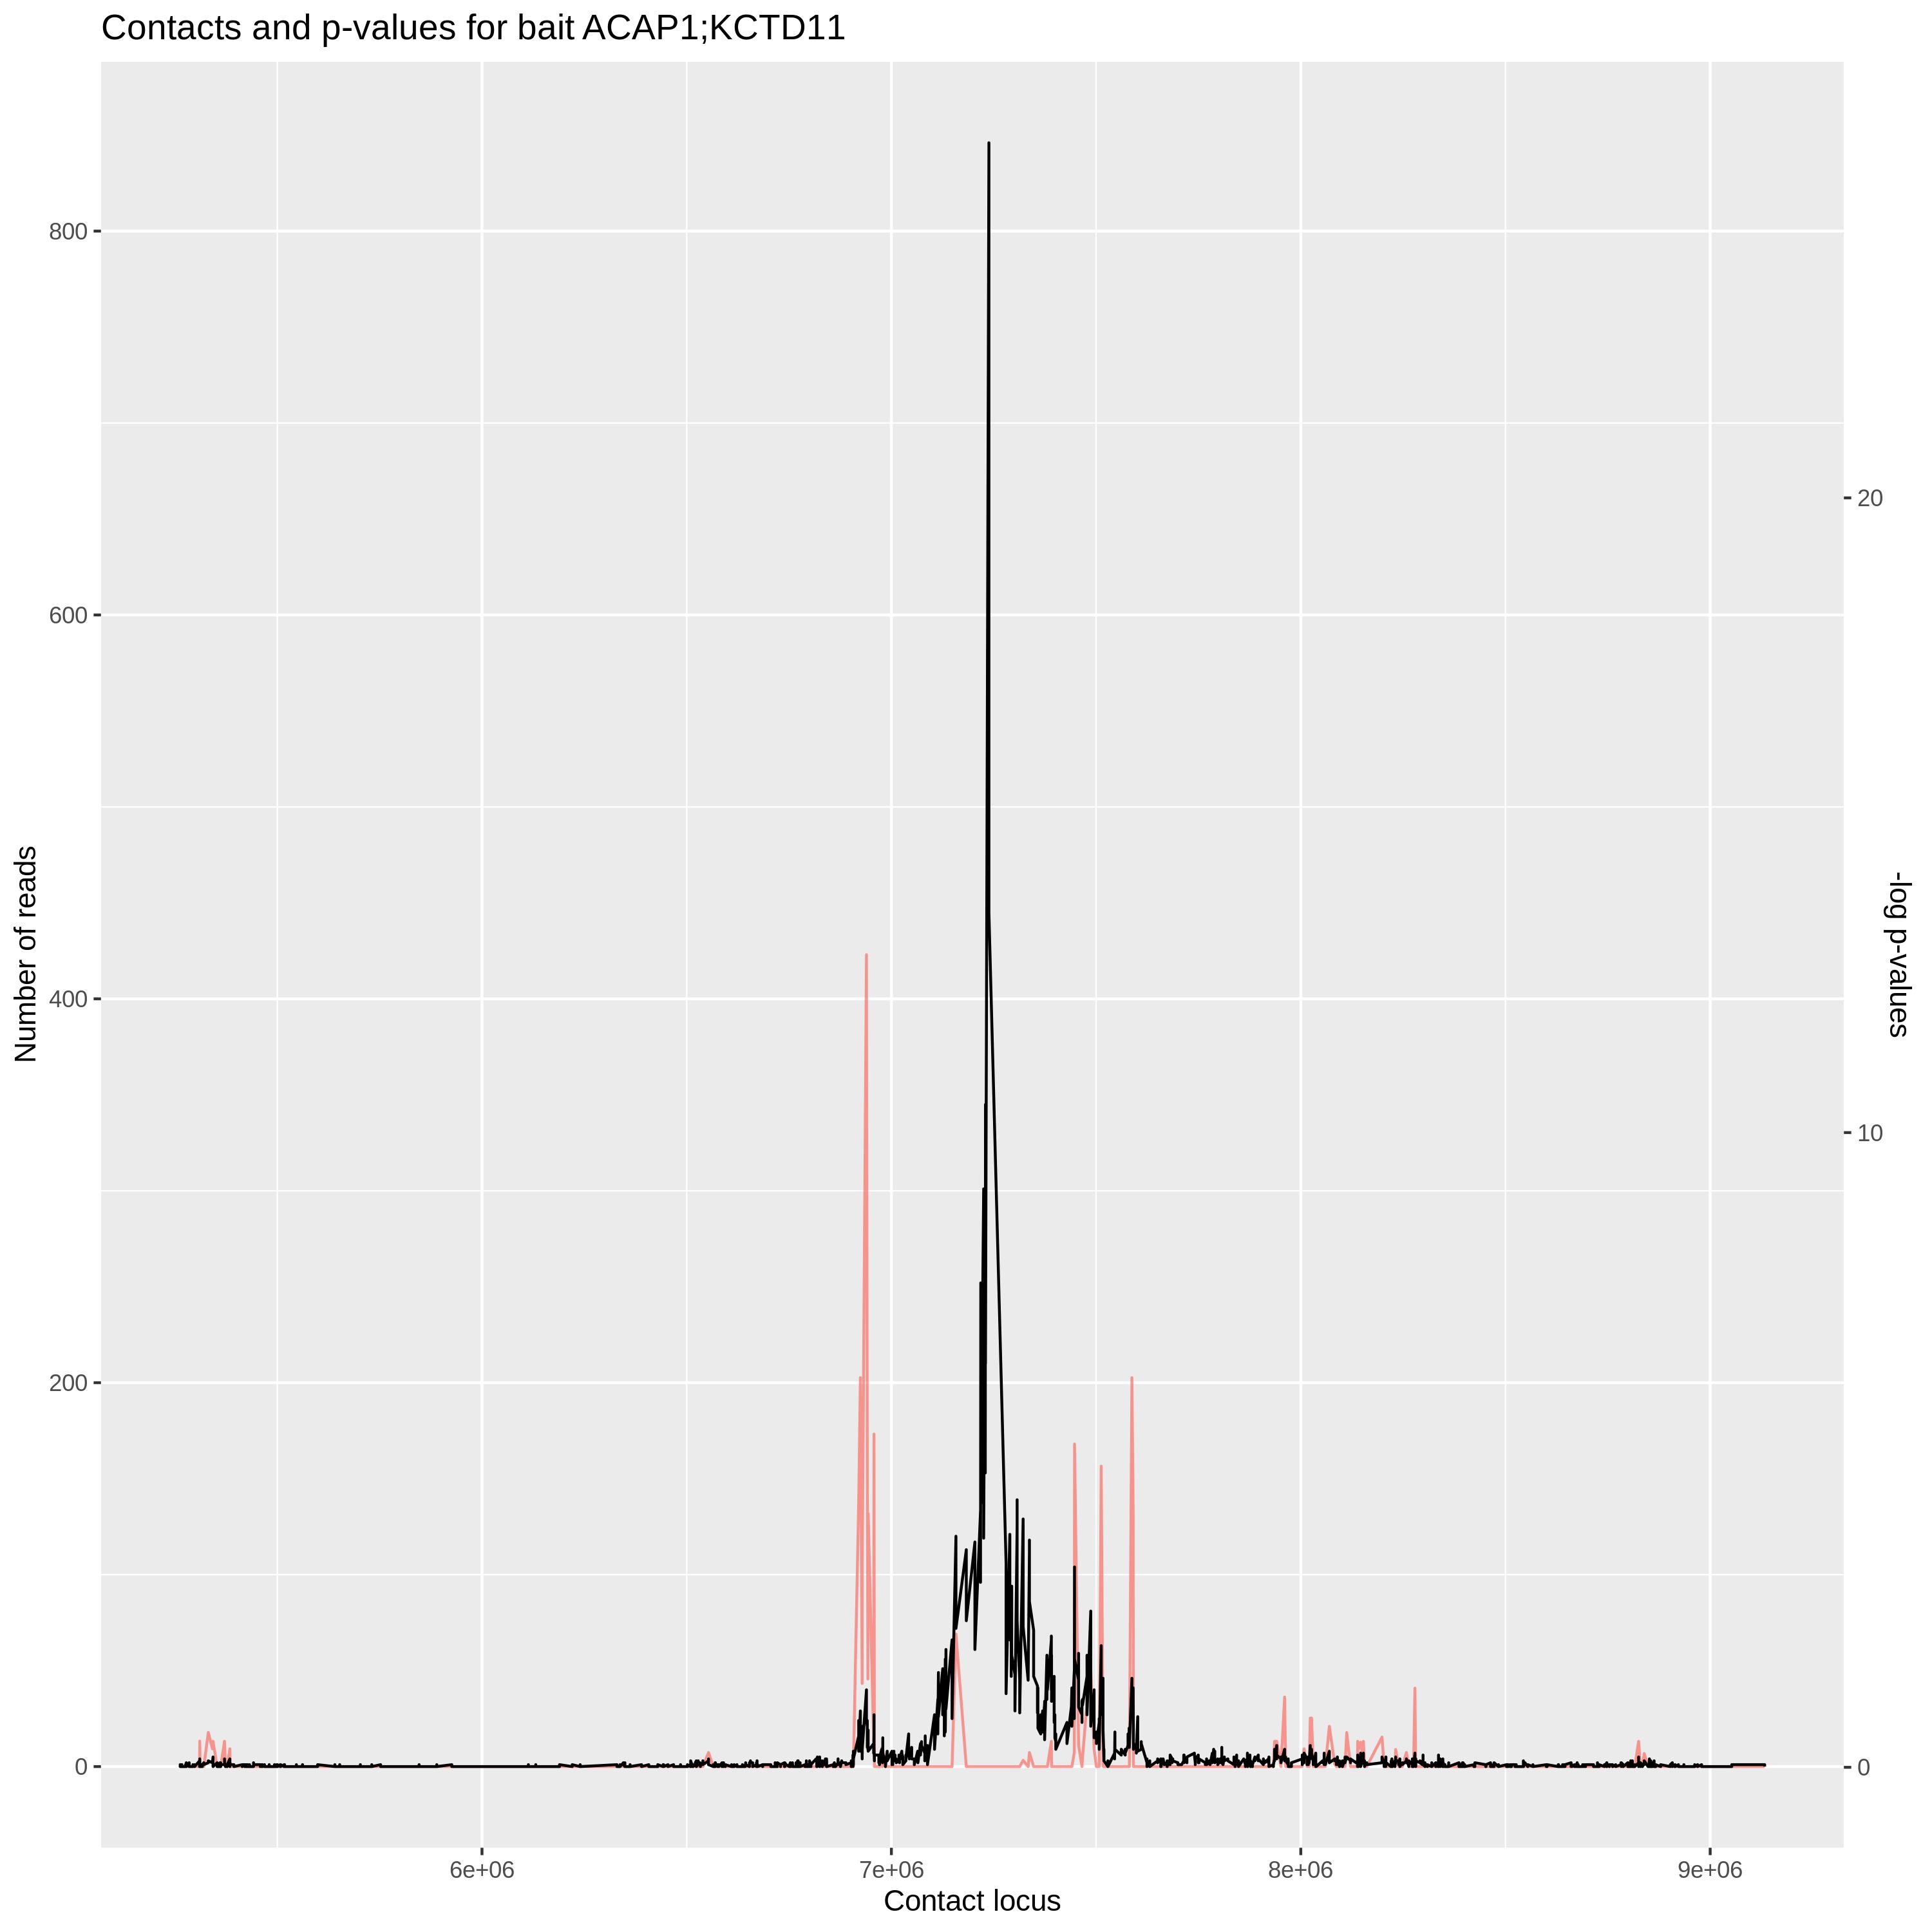 Contacts and p-values for bait ACAP1;KCTD11
800
600
400
200
0
Number of reads
20
10
0
-log p-values
6e+06
7e+06
8e+06
9e+06
Contact locus